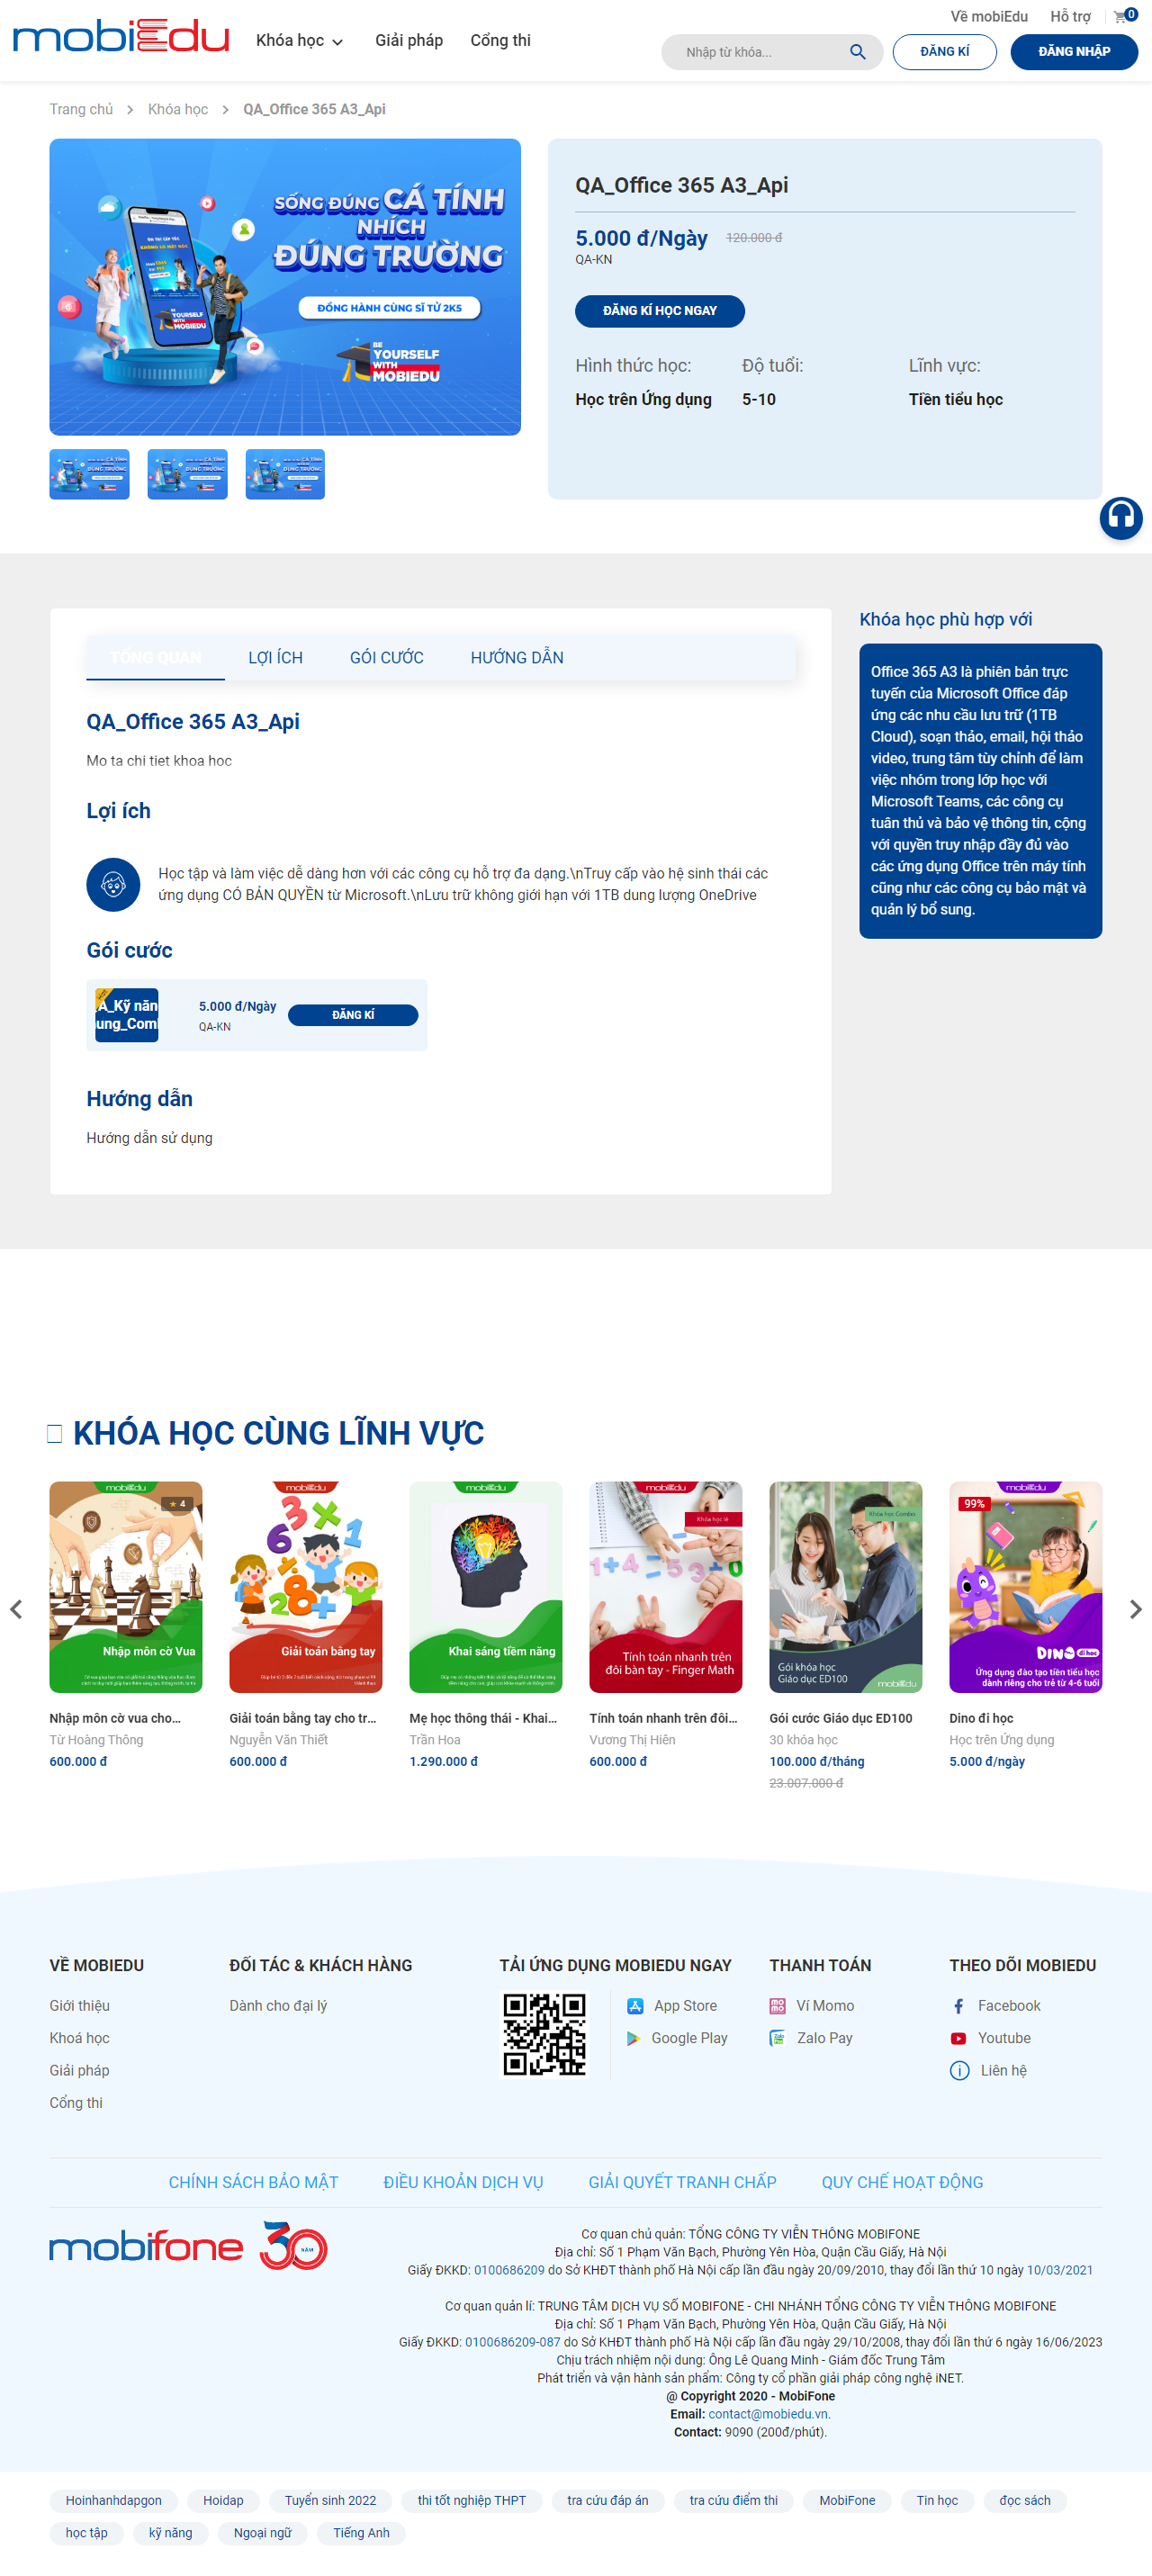 Về mobiEdu Hỗ trợ 0
mobiEdu Khóa học Giải pháp Cổng thi Nhập từ khóa... ĐĂNG KÍ ĐĂNG NHẬP
Trang chủ Khóa học QA_Office 365 A3_Api
SỐNG ĐÚNG CÁ TÍNH
NHÍCH
ĐÚNG TRƯỜNG
ĐỒNG HÀNH CÙNG SĨ TỬ 2K5
BE
YOURSELF
WITH
MOBIEDU
QA_Office 365 A3_Api
5.000 đ/Ngày 120.000 đ
QA-KN
ĐĂNG KÍ HỌC NGAY
Hình thức học: Độ tuổi: Lĩnh vực:
Học trên Ứng dụng 5-10 Tiền tiểu học
TỔNG QUAN LỢI ÍCH GÓI CƯỚC HƯỚNG DẪN
QA_Office 365 A3_Api
Mo ta chi tiet khoa hoc
Lợi ích
Học tập và làm việc dễ dàng hơn với các công cụ hỗ trợ đa dạng.\nTruy cấp vào hệ sinh thái các
ứng dụng CÓ BẢN QUYỀN từ Microsoft.\nLưu trữ không giới hạn với 1TB dung lượng OneDrive
Gói cước
A_Kỹ năn
ung_Com
5.000 đ/Ngày
QA-KN
ĐĂNG KÍ
Hướng dẫn
Hướng dẫn sử dụng
Khóa học phù hợp với
Office 365 A3 là phiên bản trực
tuyến của Microsoft Office đáp
ứng các nhu cầu lưu trữ (1TB
Cloud), soạn thảo, email, hội thảo
video, trung tâm tùy chỉnh để làm
việc nhóm trong lớp học với
Microsoft Teams, các công cụ
tuân thủ và bảo vệ thông tin, cộng
với quyền truy nhập đầy đủ vào
các ứng dụng Office trên máy tính
cũng như các công cụ bảo mật và
quản lý bổ sung.
KHÓA HỌC CÙNG LĨNH VỰC
mobiEdu
4
Nhập môn cờ Vua
Nhập môn cờ vua cho...
Từ Hoàng Thông
600.000 đ
mobiEdu
Giải toán bằng tay
Giải toán bằng tay cho tr...
Nguyễn Văn Thiết
600.000 đ
mobiEdu
Khai sáng tiềm năng
Mẹ học thông thái - Khai...
Trần Hoa
1.290.000 đ
mobiEdu
Khóa học lẻ
Tính toán nhanh trên
đôi bàn tay - Finger Math
Tính toán nhanh trên đôi...
Vương Thị Hiên
600.000 đ
Khóa học Combo
Gói khóa học
Giáo dục ED100
mobiEdu
Gói cước Giáo dục ED100
30 khóa học
100.000 đ/tháng
23.007.000 đ
mobiEdu
99%
DINO đi học
Ứng dụng đào tạo tiền tiểu học
dành riêng cho trẻ từ 4-6 tuổi
Dino đi học
Học trên Ứng dụng
5.000 đ/ngày
VỀ MOBIEDU
Giới thiệu
Khoá học
Giải pháp
Cổng thi
ĐỐI TÁC & KHÁCH HÀNG
Dành cho đại lý
TẢI ỨNG DỤNG MOBIEDU NGAY
App Store
Google Play
THANH TOÁN
Ví Momo
Zalo Pay
THEO DÕI MOBIEDU
Facebook
Youtube
Liên hệ
CHÍNH SÁCH BẢO MẬT ĐIỀU KHOẢN DỊCH VỤ GIẢI QUYẾT TRANH CHẤP QUY CHẾ HOẠT ĐỘNG
mobifone 30 NĂM
Cơ quan chủ quản: TỔNG CÔNG TY VIỄN THÔNG MOBIFONE
Địa chỉ: Số 1 Phạm Văn Bạch, Phường Yên Hòa, Quận Cầu Giấy, Hà Nội
Giấy ĐKKD: 0100686209 do Sở KHĐT thành phố Hà Nội cấp lần đầu ngày 20/09/2010, thay đổi lần thứ 10 ngày 10/03/2021
Cơ quan quản lí: TRUNG TÂM DỊCH VỤ SỐ MOBIFONE - CHI NHÁNH TỔNG CÔNG TY VIỄN THÔNG MOBIFONE
Địa chỉ: Số 1 Phạm Văn Bạch, Phường Yên Hòa, Quận Cầu Giấy, Hà Nội
Giấy ĐKKD: 0100686209-087 do Sở KHĐT thành phố Hà Nội cấp lần đầu ngày 29/10/2008, thay đổi lần thứ 6 ngày 16/06/2023
Chịu trách nhiệm nội dung: Ông Lê Quang Minh - Giám đốc Trung Tâm
Phát triển và vận hành sản phẩm: Công ty cổ phần giải pháp công nghệ iNET.
@ Copyright 2020 - MobiFone
Email: contact@mobiedu.vn.
Contact: 9090 (200đ/phút).
Hoinhanhdapgon Hoidap Tuyển sinh 2022 thi tốt nghiệp THPT tra cứu đáp án tra cứu điểm thi MobiFone Tin học đọc sách
học tập kỹ năng Ngoại ngữ Tiếng Anh